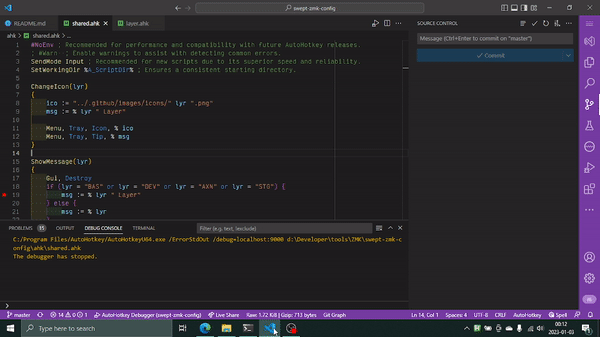 swept-zmk-config
README.md
shared.ahk
layer.ahk
SOURCE CONTROL
ahk > shared.ahk > ...
Message (Ctrl+Enter to commit on "master")
Commit
1 #NoEnv ; Recommended for performance and compatibility with future AutoHotkey releases.
2 ; #Warn ; Enable warnings to assist with detecting common errors.
3 SendMode Input ; Recommended for new scripts due to its superior speed and reliability.
4 SetWorkingDir %A_ScriptDir% ; Ensures a consistent starting directory.
5
6 ChangeIcon(lyr)
7 {
8 ico := "../.github/images/icons/" lyr ".png"
9 msg := % lyr " Layer"
10
11 Menu, Tray, Icon, % ico
12 Menu, Tray, Tip, % msg
13 }
14
15 ShowMessage(lyr)
16 {
17 Gui, Destroy
18 if (lyr = "BAS" or lyr = "DEV" or lyr = "AXN" or lyr = "STG") {
19 msg := % lyr " Layer"
20 } else {
21 msg := % lyr
PROBLEMS 15 OUTPUT DEBUG CONSOLE TERMINAL
Filter (e.g. text, !exclude)
C:/Program Files/AutoHotkey/AutoHotkeyU64.exe /ErrorStdOut /debug=localhost:9000 d:\Developer\tools\ZMK\swept-zmk-c
onfig\ahk\shared.ahk
The debugger has stopped.
master 0 14 0 1 AutoHotkey Debugger (swept-zmk-config) Live Share Raw: 1.72 KiB | Gzip: 713 bytes Git Graph Ln 14, Col 1 Spaces: 4 UTF-8 CRLF AutoHotkey Spell
Type here to search
00:12
2023-01-03